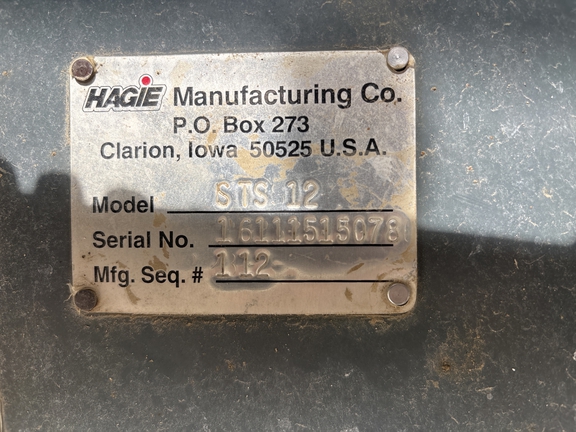 HAGIE Manufacturing Co.
P.O. Box 273
Clarion, Iowa 50525 U.S.A.
Model STS 12
Serial No. 16111515078
Mfg. Seq. # 112